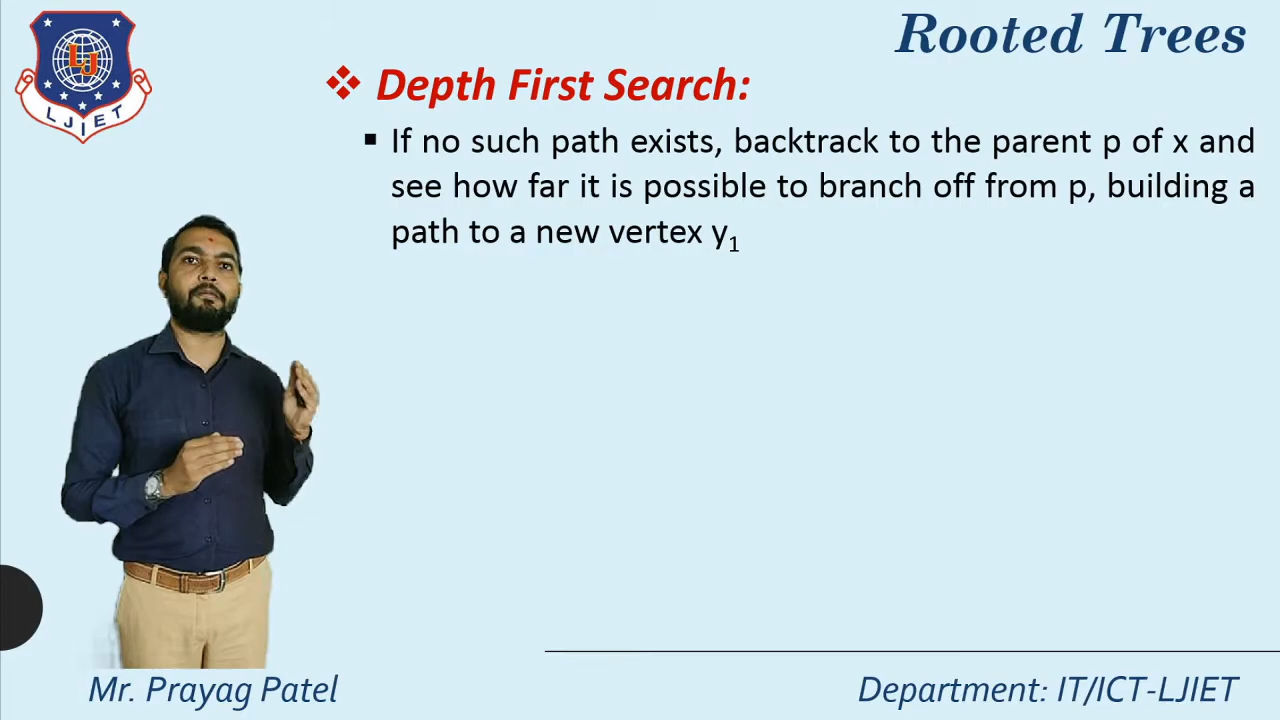 Rooted Trees
LJIET
❖ Depth First Search:
▪ If no such path exists, backtrack to the parent p of x and
see how far it is possible to branch off from p, building a
path to a new vertex y₁
Mr. Prayag Patel
Department: IT/ICT-LJIET